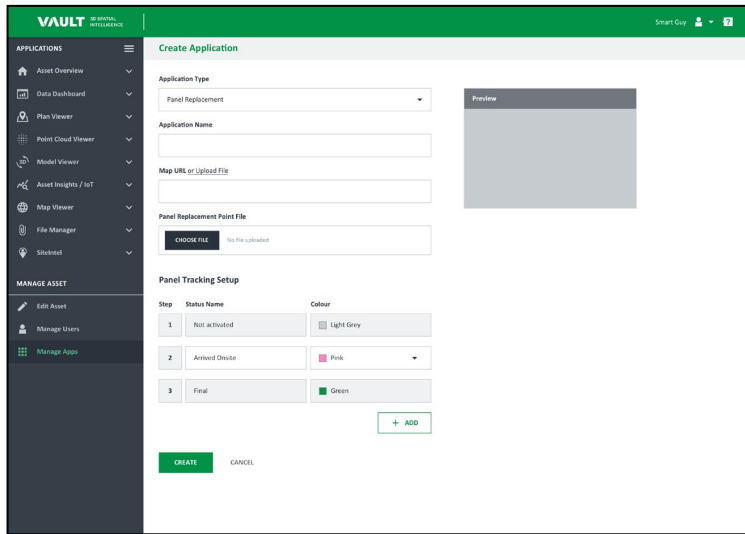 VAULT 3D SPATIAL INTELLIGENCE
Smart Guy
APPLICATIONS
Asset Overview
Data Dashboard
Plan Viewer
Point Cloud Viewer
3D
Model Viewer
Asset Insights / IoT
Map Viewer
File Manager
SiteIntel
MANAGE ASSET
Edit Asset
Manage Users
Manage Apps
Create Application
Application Type
Panel Replacement
Application Name
Map URL or Upload File
Panel Replacement Point File
CHOOSE FILE No file uploaded
Preview
Panel Tracking Setup
Step Status Name Colour
1 Not activated Light Grey
2 Arrived Onsite Pink
3 Final Green
+ ADD
CREATE CANCEL